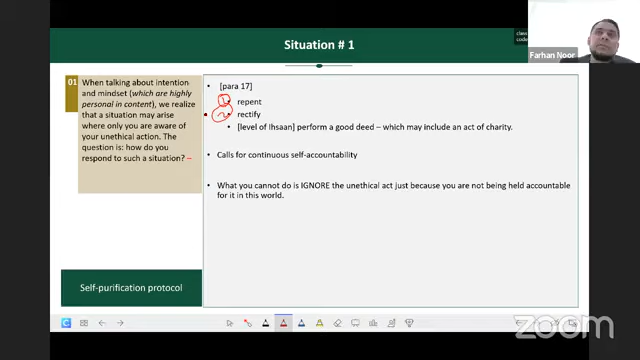 Situation # 1
class
code
Farhan Noor
01
When talking about intention and
mindset (which are highly
personal in content), we realize
that a situation may arise
where only you are aware of
your unethical action. The
question is: how do you
respond to such a situation?
• [para 17]
1 • repent
2 • rectify
• [level of Ihsaan] perform a good deed – which may include an act of charity.
• Calls for continuous self-accountability
• What you cannot do is IGNORE the unethical act just because you are not being held accountable
for it in this world.
Self-purification protocol
zoom